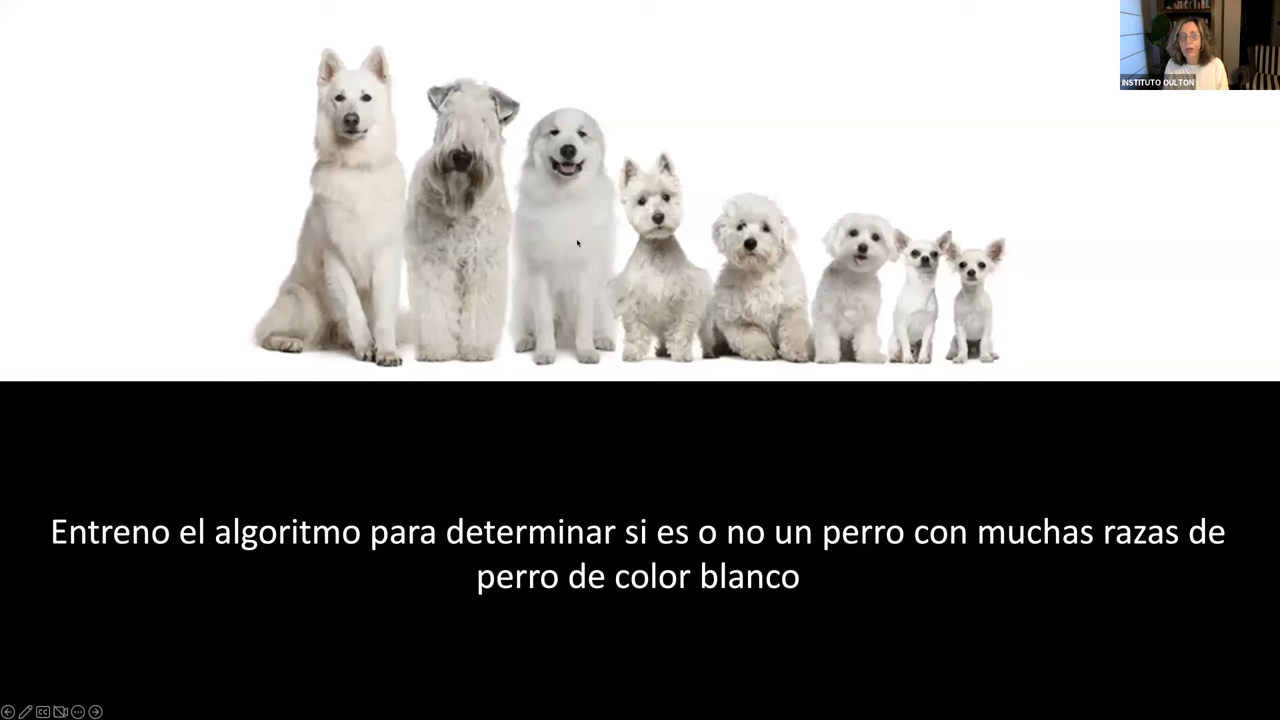 INSTITUTO OULTON
Entreno el algoritmo para determinar si es o no un perro con muchas razas de
perro de color blanco